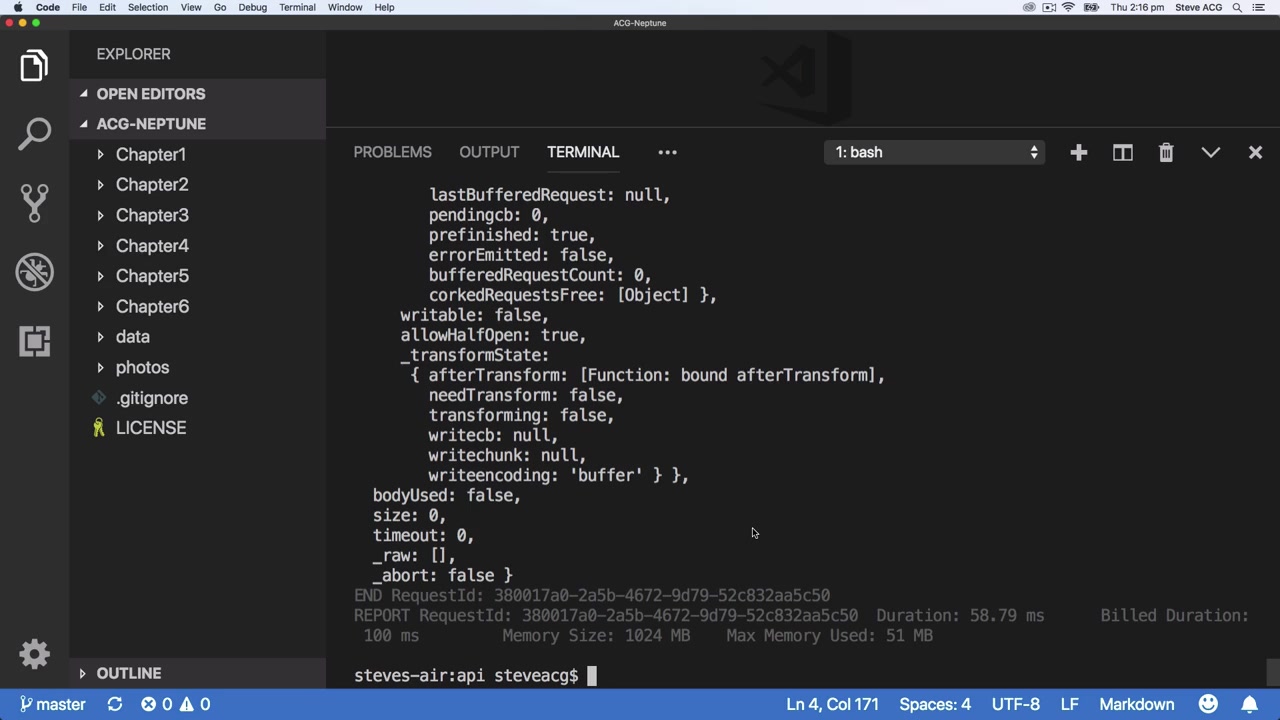 Code File Edit Selection View Go Debug Terminal Window Help Thu 2:16 pm Steve ACG
ACG-Neptune
EXPLORER
OPEN EDITORS
ACG-NEPTUNE
Chapter1
Chapter2
Chapter3
Chapter4
Chapter5
Chapter6
data
photos
.gitignore
LICENSE
OUTLINE
PROBLEMS OUTPUT TERMINAL ••• 1: bash
lastBufferedRequest: null,
pendingcb: 0,
prefinished: true,
errorEmitted: false,
bufferedRequestCount: 0,
corkedRequestsFree: [Object] },
writable: false,
allowHalfOpen: true,
_transformState:
{ afterTransform: [Function: bound afterTransform],
needTransform: false,
transforming: false,
writecb: null,
writechunk: null,
writeencoding: 'buffer' } },
bodyUsed: false,
size: 0,
timeout: 0,
_raw: [],
_abort: false }
END RequestId: 380017a0-2a5b-4672-9d79-52c832aa5c50
REPORT RequestId: 380017a0-2a5b-4672-9d79-52c832aa5c50 Duration: 58.79 ms Billed Duration:
100 ms Memory Size: 1024 MB Max Memory Used: 51 MB
steves-air:api steveacg$
master 0 0 Ln 4, Col 171 Spaces: 4 UTF-8 LF Markdown